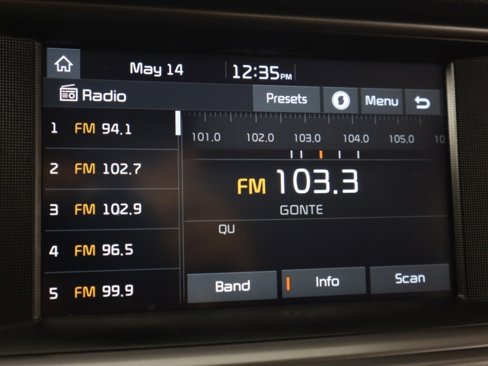 May 14 12:35PM
Radio Presets Menu
1 FM 94.1
2 FM 102.7
3 FM 102.9
4 FM 96.5
5 FM 99.9
101.0 102.0 103.0 104.0 105.0 10
FM 103.3
GONTE
QU
Band Info Scan